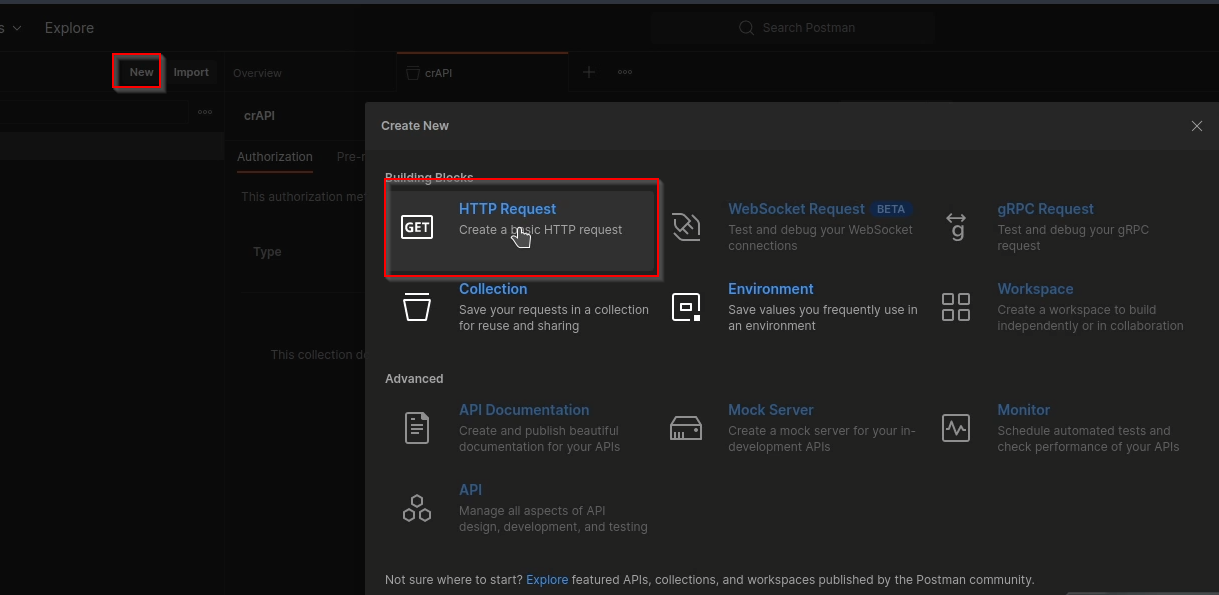 s Explore Search Postman
New Import Overview crAPI
crAPI
Create New
Authorization Pre-r
Building Blocks
This authorization me
Type
This collection de
GET
HTTP Request
Create a basic HTTP request
WebSocket Request BETA
Test and debug your WebSocket
connections
gRPC Request
Test and debug your gRPC
request
Collection
Save your requests in a collection
for reuse and sharing
Environment
Save values you frequently use in
an environment
Workspace
Create a workspace to build
independently or in collaboration
Advanced
API Documentation
Create and publish beautiful
documentation for your APIs
Mock Server
Create a mock server for your in-
development APIs
Monitor
Schedule automated tests and
check performance of your APIs
API
Manage all aspects of API
design, development, and testing
Not sure where to start? Explore featured APIs, collections, and workspaces published by the Postman community.